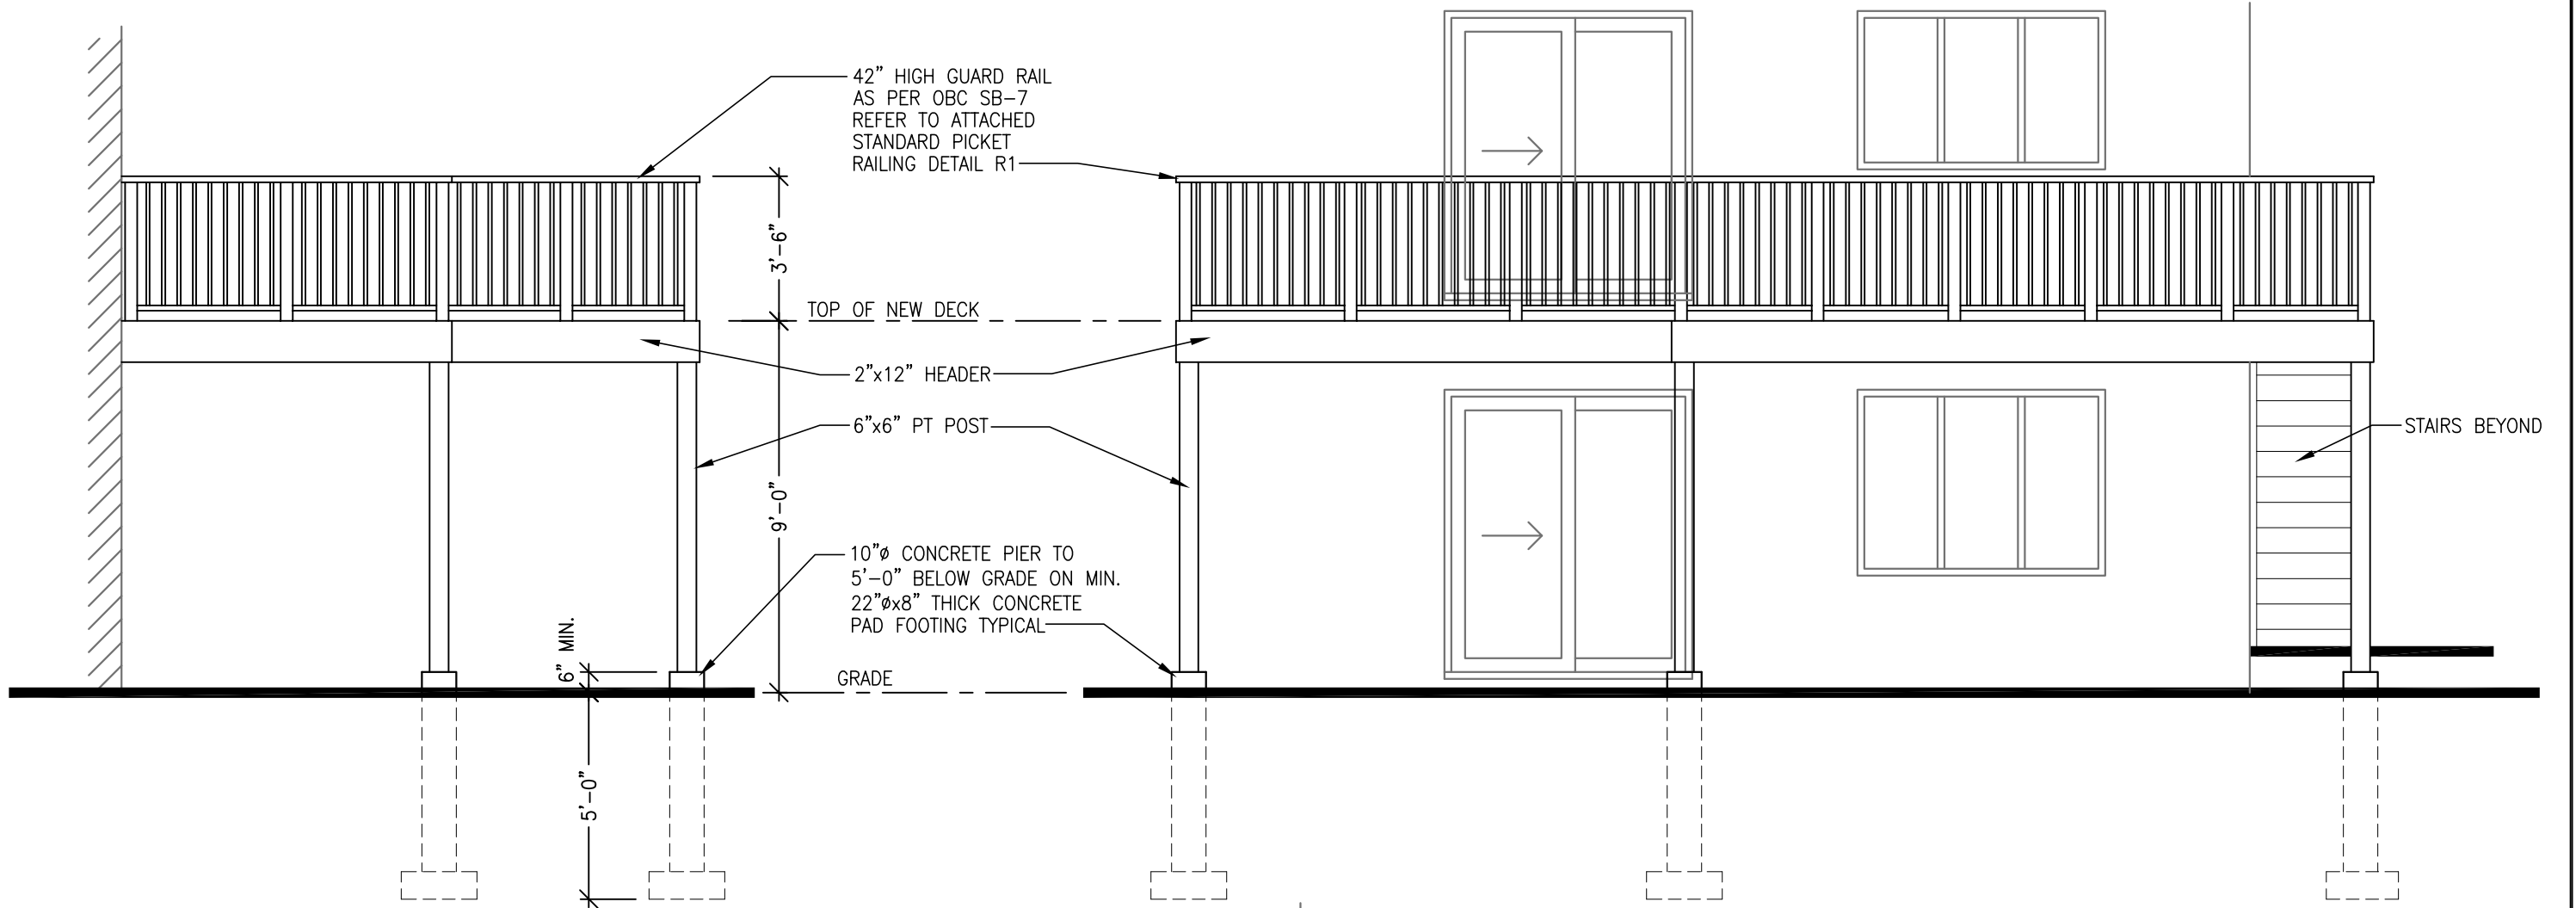 42” HIGH GUARD RAIL
AS PER OBC SB-7
REFER TO ATTACHED
STANDARD PICKET
RAILING DETAIL R1
3'-6”
TOP OF NEW DECK
2”x12” HEADER
6”x6” PT POST
STAIRS BEYOND
9'-0”
10”ø CONCRETE PIER TO
5'-0” BELOW GRADE ON MIN.
22”øx8” THICK CONCRETE
PAD FOOTING TYPICAL
6” MIN.
GRADE
5'-0”